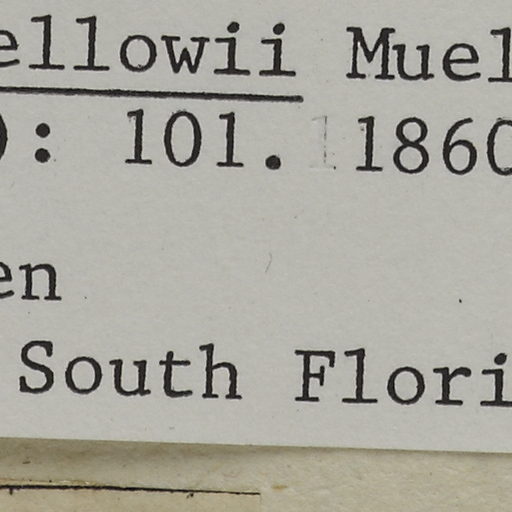 ellowii Muel
): 101. 1860
en
South Flori